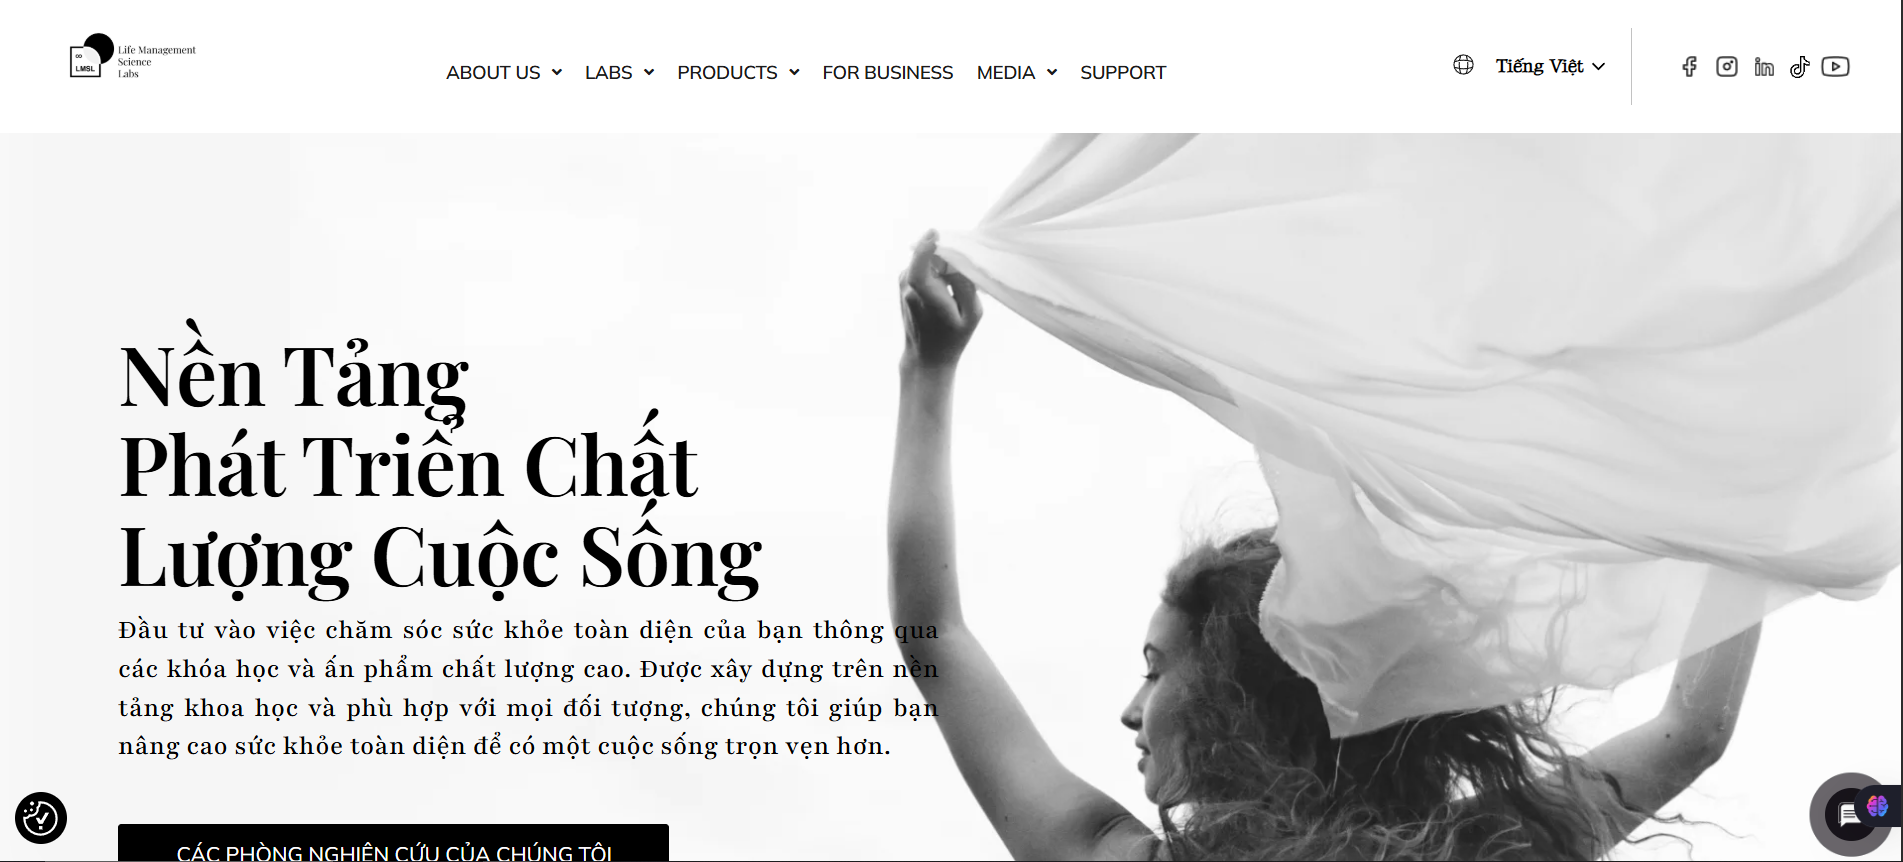 ∞
LMSL
Life Management
Science
Labs
ABOUT US
LABS
PRODUCTS
FOR BUSINESS
MEDIA
SUPPORT
Tiếng Việt
Nền Tảng
Phát Triển Chất
Lượng Cuộc Sống
Đầu tư vào việc chăm sóc sức khỏe toàn diện của bạn thông qua
các khóa học và ấn phẩm chất lượng cao. Được xây dựng trên nền
tảng khoa học và phù hợp với mọi đối tượng, chúng tôi giúp bạn
nâng cao sức khỏe toàn diện để có một cuộc sống trọn vẹn hơn.
CÁC PHÒNG NGHIÊN CỨU CỦA CHÚNG TÔI